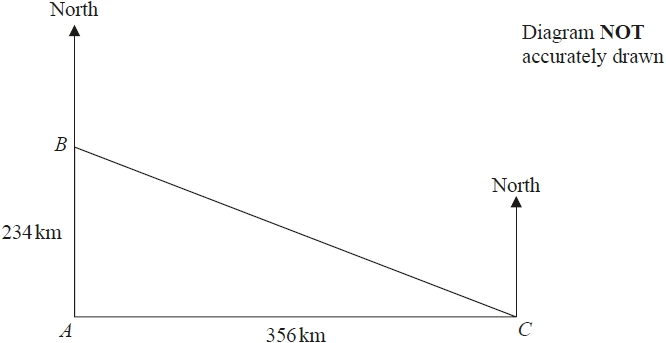 North
Diagram NOT
accurately drawn
B
North
234 km
A
356 km
C